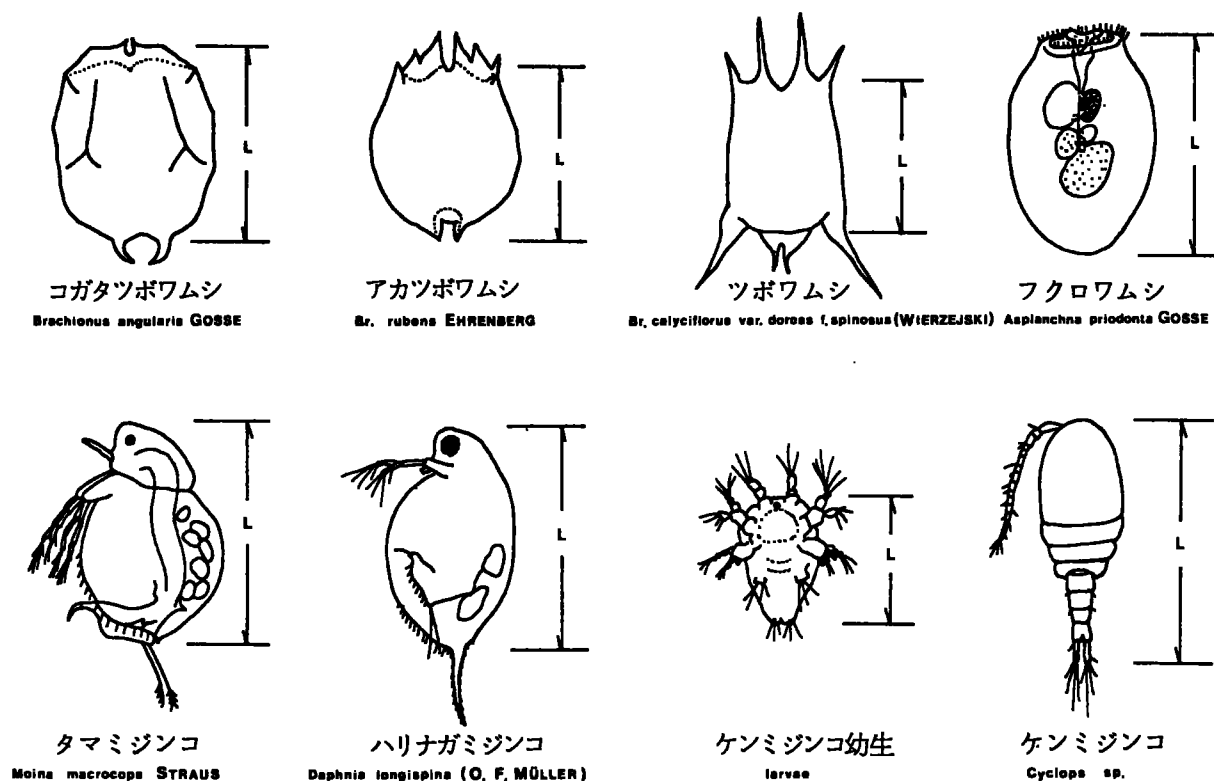 L
L
L
L
コガタツボワムシ
Brachionus angularis GOSSE
アカツボワムシ
Br. rubens EHRENBERG
ツボワムシ
Br. calyciflorus var. dorcas f. spinosus (WIERZEJSKI)
フクロワムシ
Asplanchna priodonta GOSSE
L
L
L
L
タマミジンコ
Moina macrocopa STRAUS
ハリナガミジンコ
Daphnia longispina (O. F. MÜLLER)
ケンミジンコ幼生
larvae
ケンミジンコ
Cyclops sp.